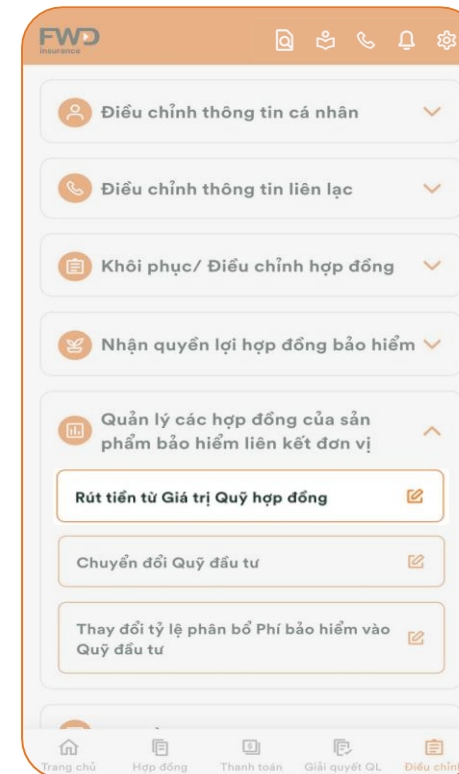 FWD
insurance
Điều chỉnh thông tin cá nhân
Điều chỉnh thông tin liên lạc
Khôi phục/ Điều chỉnh hợp đồng
Nhận quyền lợi hợp đồng bảo hiểm
Quản lý các hợp đồng của sản
phẩm bảo hiểm liên kết đơn vị
Rút tiền từ Giá trị Quỹ hợp đồng
Chuyển đổi Quỹ đầu tư
Thay đổi tỷ lệ phân bổ Phí bảo hiểm vào
Quỹ đầu tư
Trang chủ Hợp đồng Thanh toán Giải quyết QL Điều chỉnh